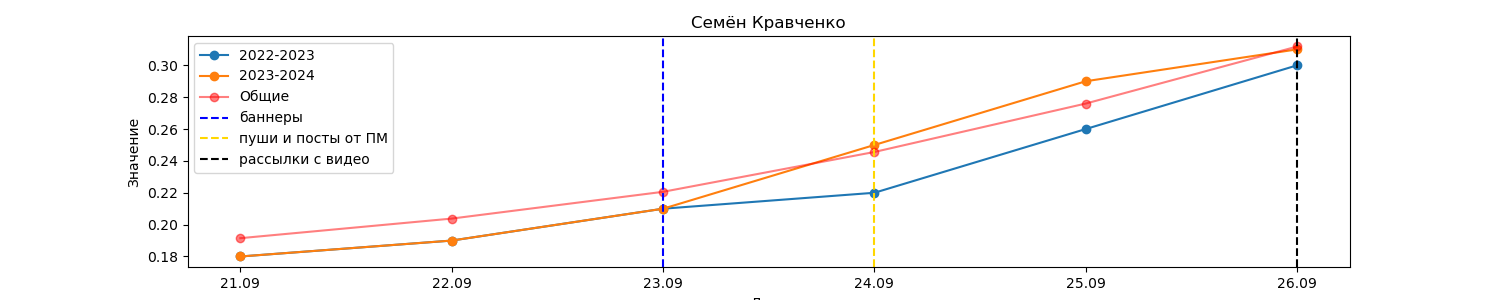 Семён Кравченко
2022-2023
2023-2024
Общие
баннеры
пуши и посты от ПМ
рассылки с видео
Значение
0.30
0.28
0.26
0.24
0.22
0.20
0.18
21.09
22.09
23.09
24.09
25.09
26.09